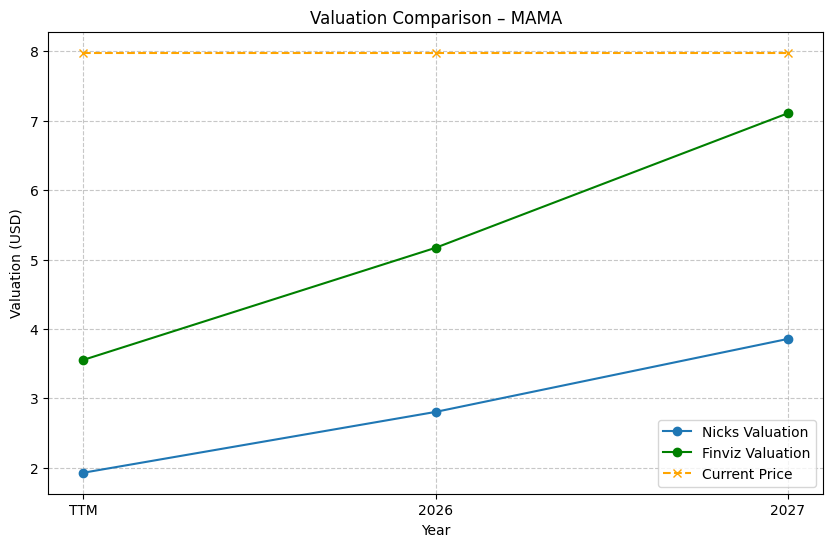 Valuation Comparison – MAMA
Valuation (USD)
8
7
6
5
4
3
2
TTM
2026
2027
Year
Nicks Valuation
Finviz Valuation
Current Price